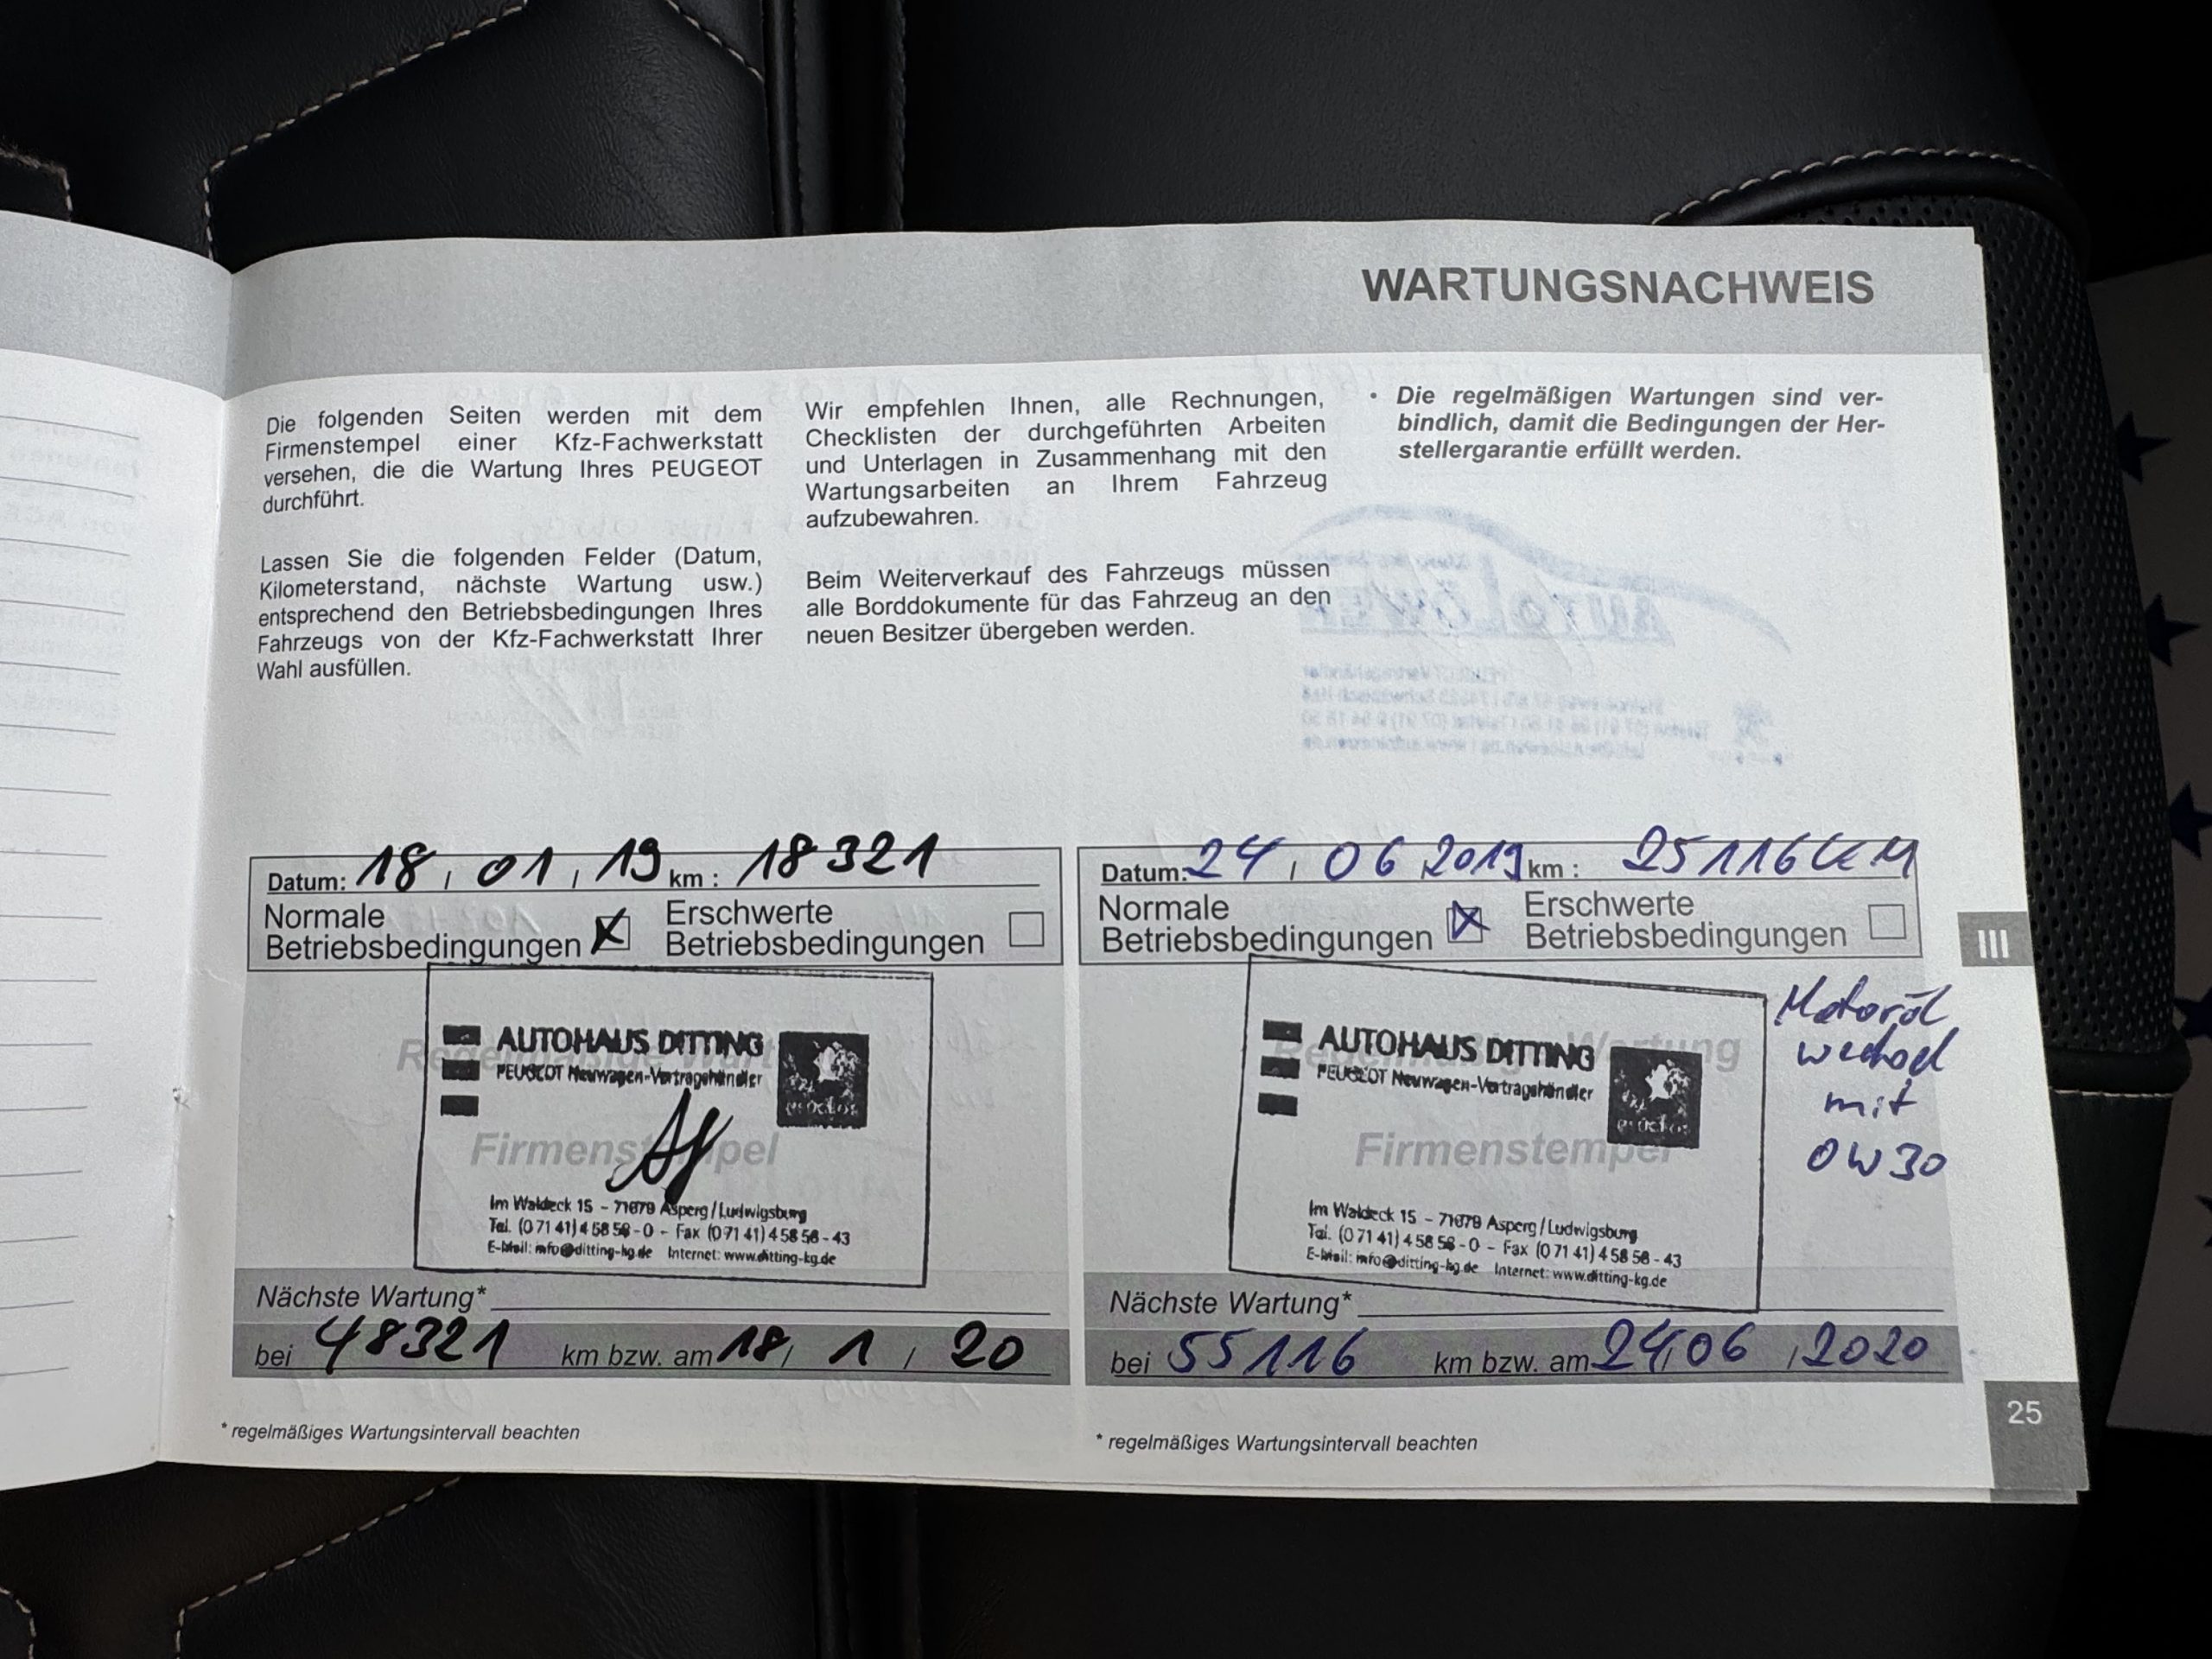 WARTUNGSNACHWEIS
Die folgenden Seiten werden mit dem
Firmenstempel einer Kfz-Fachwerkstatt
versehen, die die Wartung Ihres PEUGEOT
durchführt.
Lassen Sie die folgenden Felder (Datum,
Kilometerstand, nächste Wartung usw.)
entsprechend den Betriebsbedingungen Ihres
Fahrzeugs von der Kfz-Fachwerkstatt Ihrer
Wahl ausfüllen.
Wir empfehlen Ihnen, alle Rechnungen,
Checklisten der durchgeführten Arbeiten
und Unterlagen in Zusammenhang mit den
Wartungsarbeiten an Ihrem Fahrzeug
aufzubewahren.
Beim Weiterverkauf des Fahrzeugs müssen
alle Borddokumente für das Fahrzeug an den
neuen Besitzer übergeben werden.
• Die regelmäßigen Wartungen sind ver-
bindlich, damit die Bedingungen der Her-
stellergarantie erfüllt werden.
Datum: 18 / 01 / 19 km : 18321
Normale
Betriebsbedingungen
Erschwerte
Betriebsbedingungen
Regelmäßige Wartung
Firmenstempel
AUTOHAUS DITTING
PEUGEOT Neuwagen-Vertragshändler
Im Waldeck 15 - 71679 Asperg/Ludwigsburg
Tel. (0 71 41) 4 58 58 - 0 - Fax (0 71 41) 4 58 58 - 43
E-Mail: info@ditting-kg.de Internet: www.ditting-kg.de
Nächste Wartung*
bei 48321 km bzw. am 18 / 1 / 20
* regelmäßiges Wartungsintervall beachten
Datum: 24 / 06 / 2019 km : 25116 KM
Normale
Betriebsbedingungen
Erschwerte
Betriebsbedingungen
Regelmäßige Wartung
Firmenstempel
AUTOHAUS DITTING
PEUGEOT Neuwagen-Vertragshändler
Im Waldeck 15 - 71679 Asperg/Ludwigsburg
Tel. (0 71 41) 4 58 58 - 0 - Fax (0 71 41) 4 58 58 - 43
E-Mail: info@ditting-kg.de Internet: www.ditting-kg.de
Motoröl
wechsel
mit
0W30
Nächste Wartung*
bei 55116 km bzw. am 24/06 / 2020
* regelmäßiges Wartungsintervall beachten
III
25